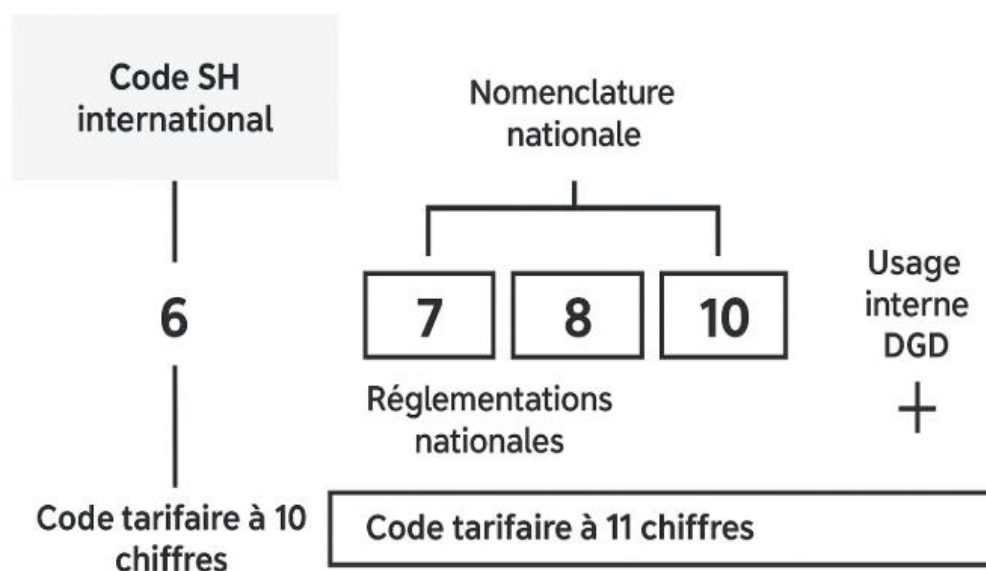 Code SH
international
Nomenclature
nationale
6
7
8
10
Usage
interne
DGD
+
Réglementations
nationales
Code tarifaire à 10
chiffres
Code tarifaire à 11 chiffres